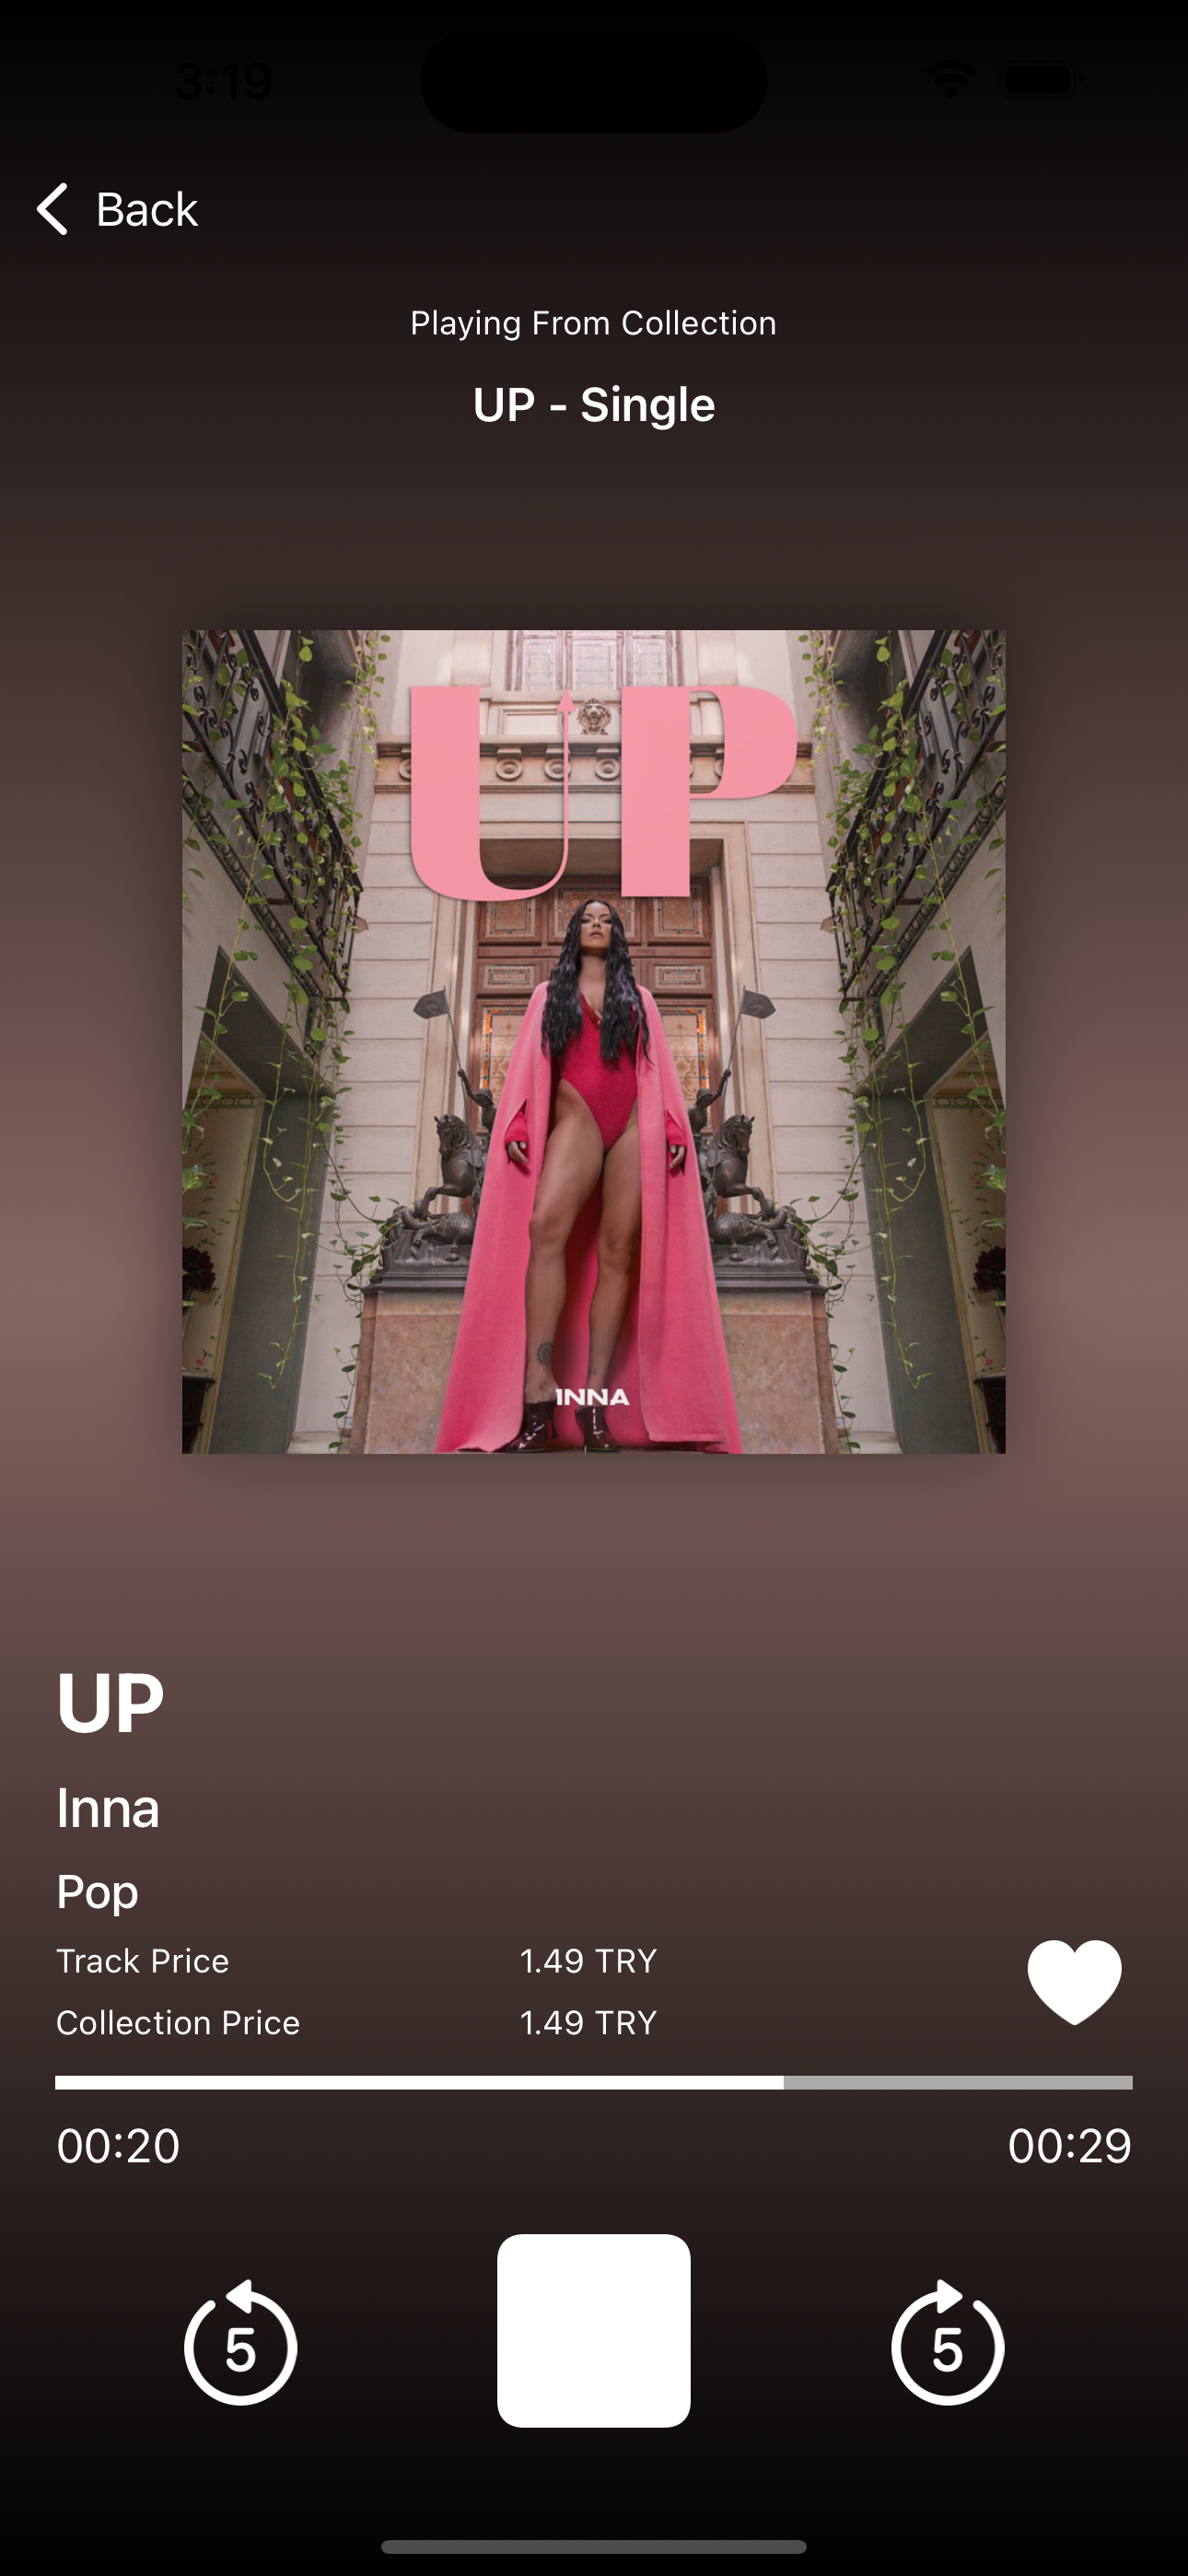 3:19
Back
Playing From Collection
UP - Single
UP
INNA
UP
Inna
Pop
Track Price 1.49 TRY
Collection Price 1.49 TRY
00:20 00:29
5 5